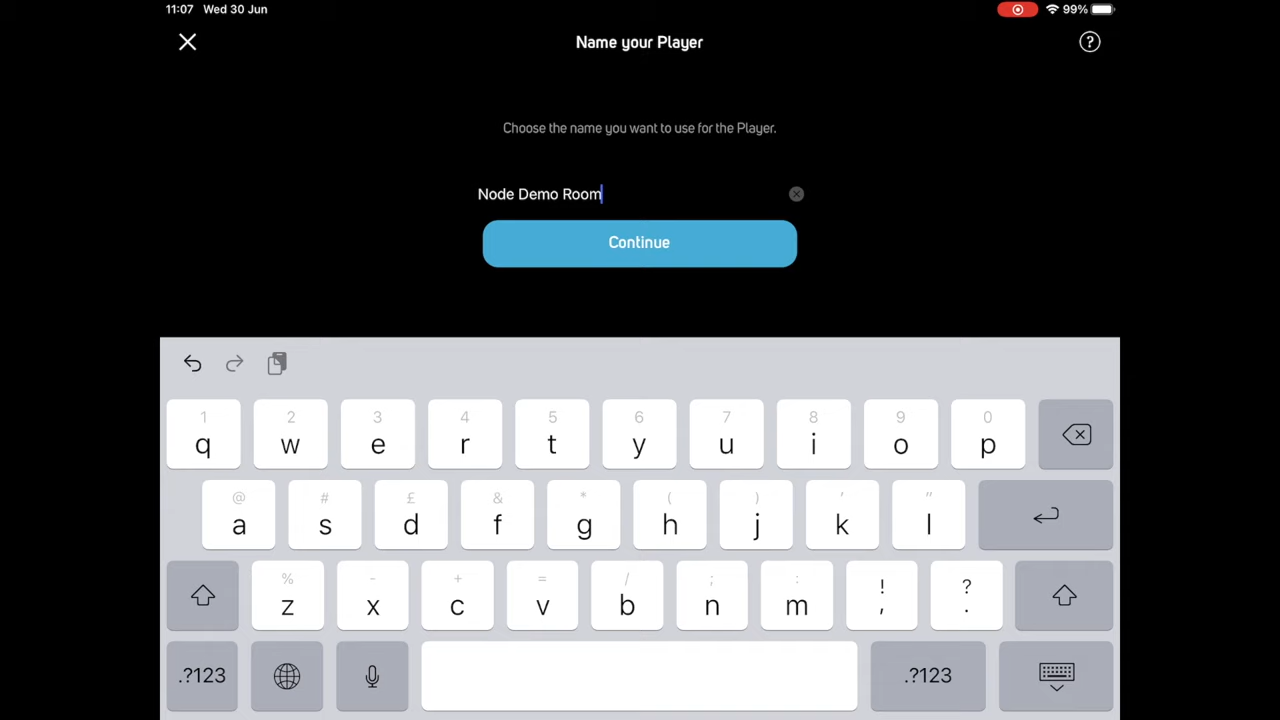 11:07 Wed 30 Jun 99%
Name your Player
?
Choose the name you want to use for the Player.
Node Demo Room
Continue
1 2 3 4 5 6 7 8 9 0
q w e r t y u i o p
@ # £ & * ( ) ' "
a s d f g h j k l
% - + = / ; : ! ?
z x c v b n m , .
.?123 .?123